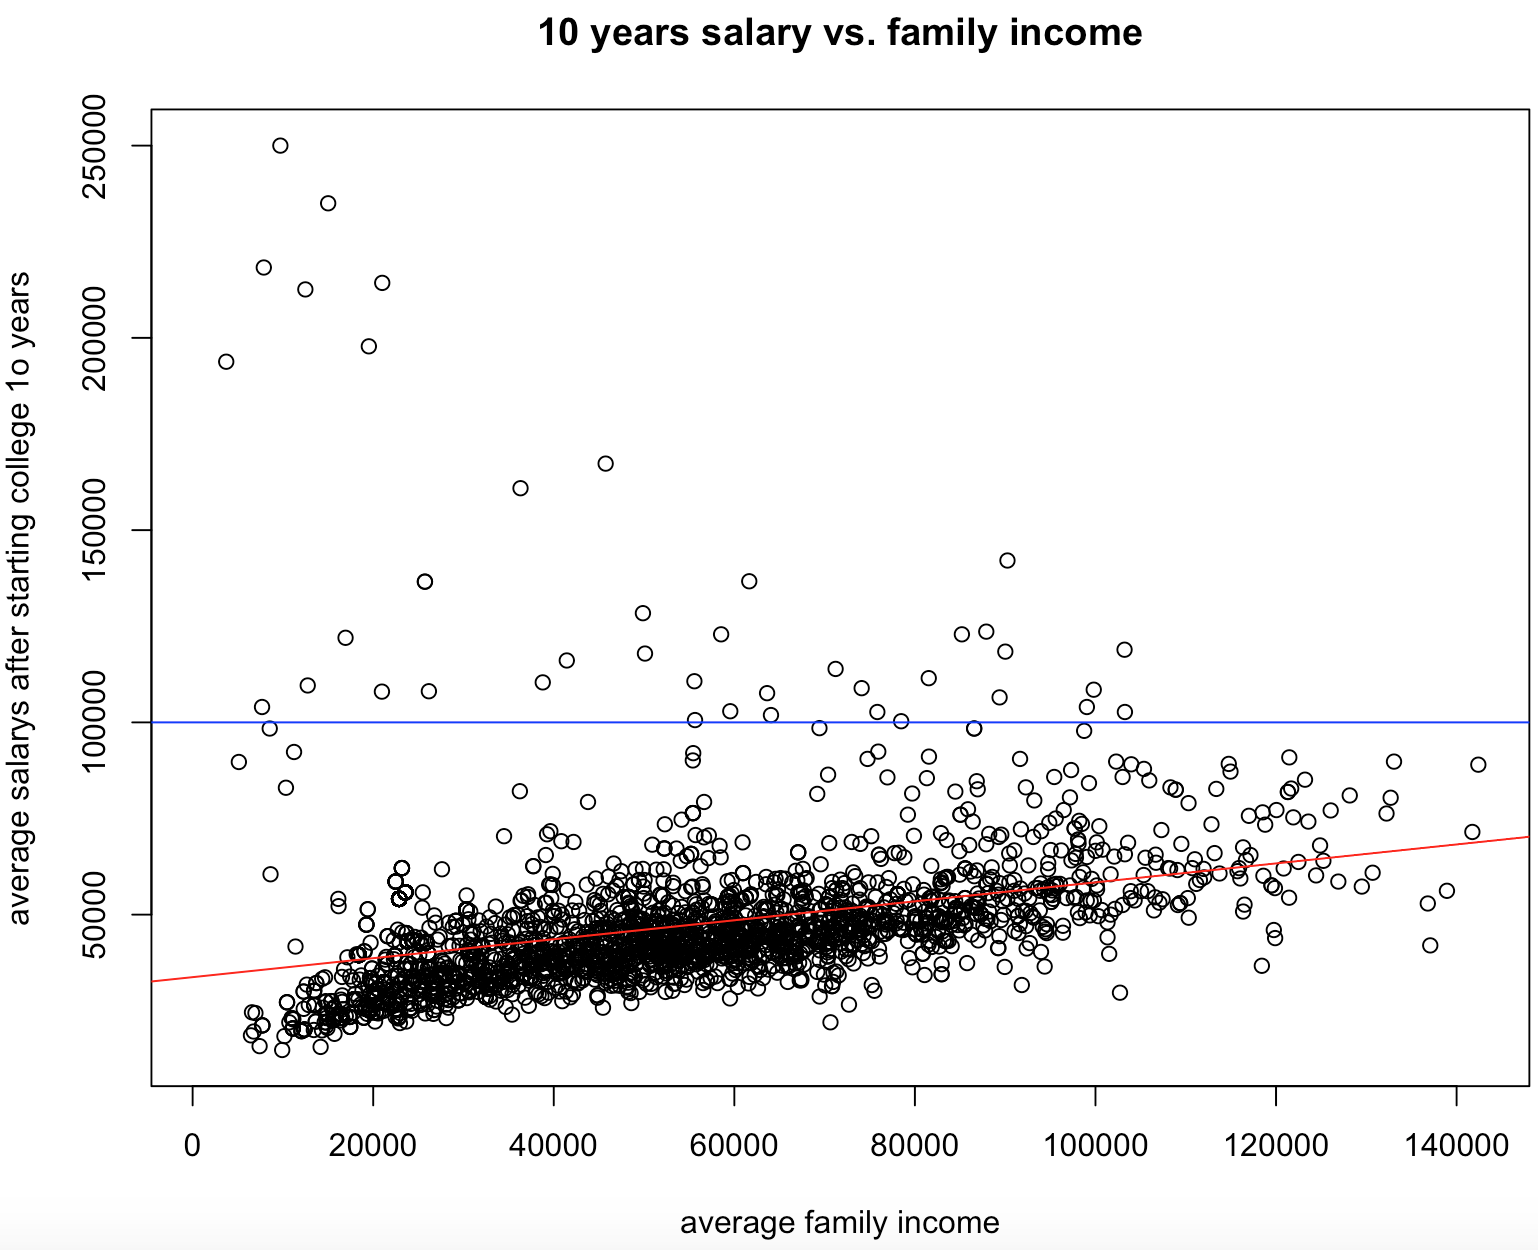 10 years salary vs. family income
average salarys after starting college 1o years
250000
200000
150000
100000
50000
0 20000 40000 60000 80000 100000 120000 140000
average family income